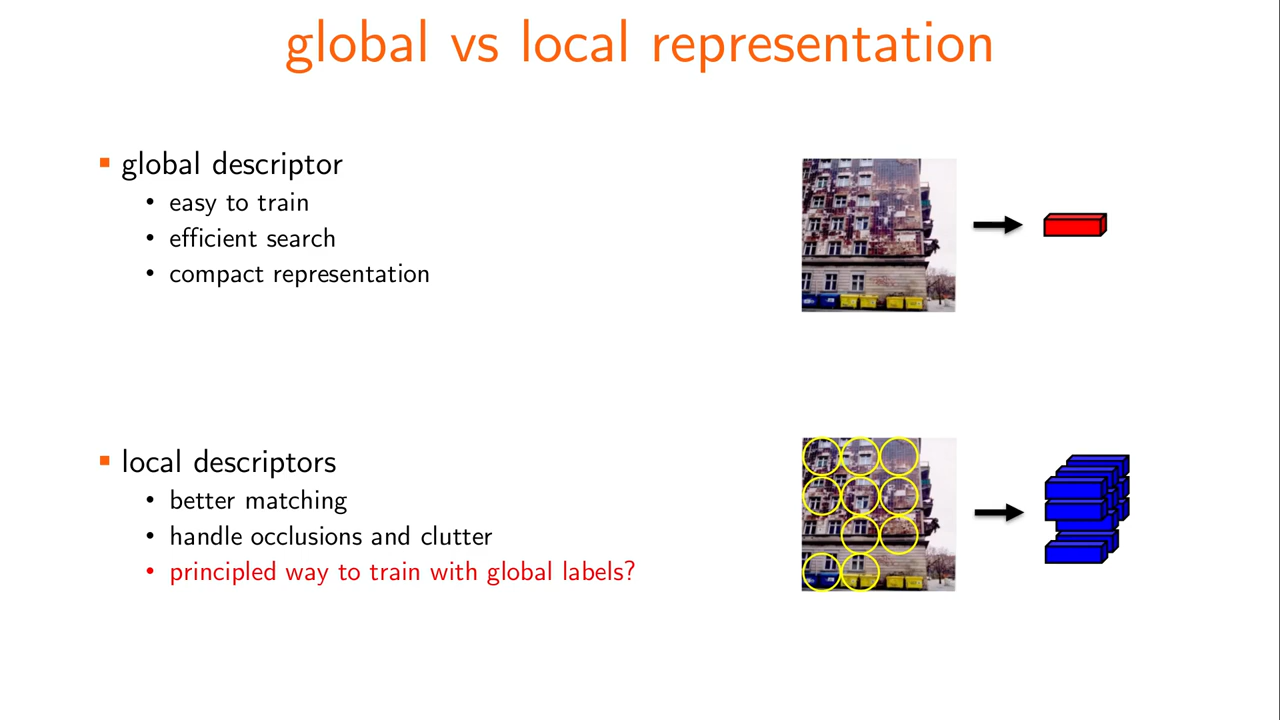 global vs local representation
global descriptor
• easy to train
• efficient search
• compact representation
local descriptors
• better matching
• handle occlusions and clutter
• principled way to train with global labels?